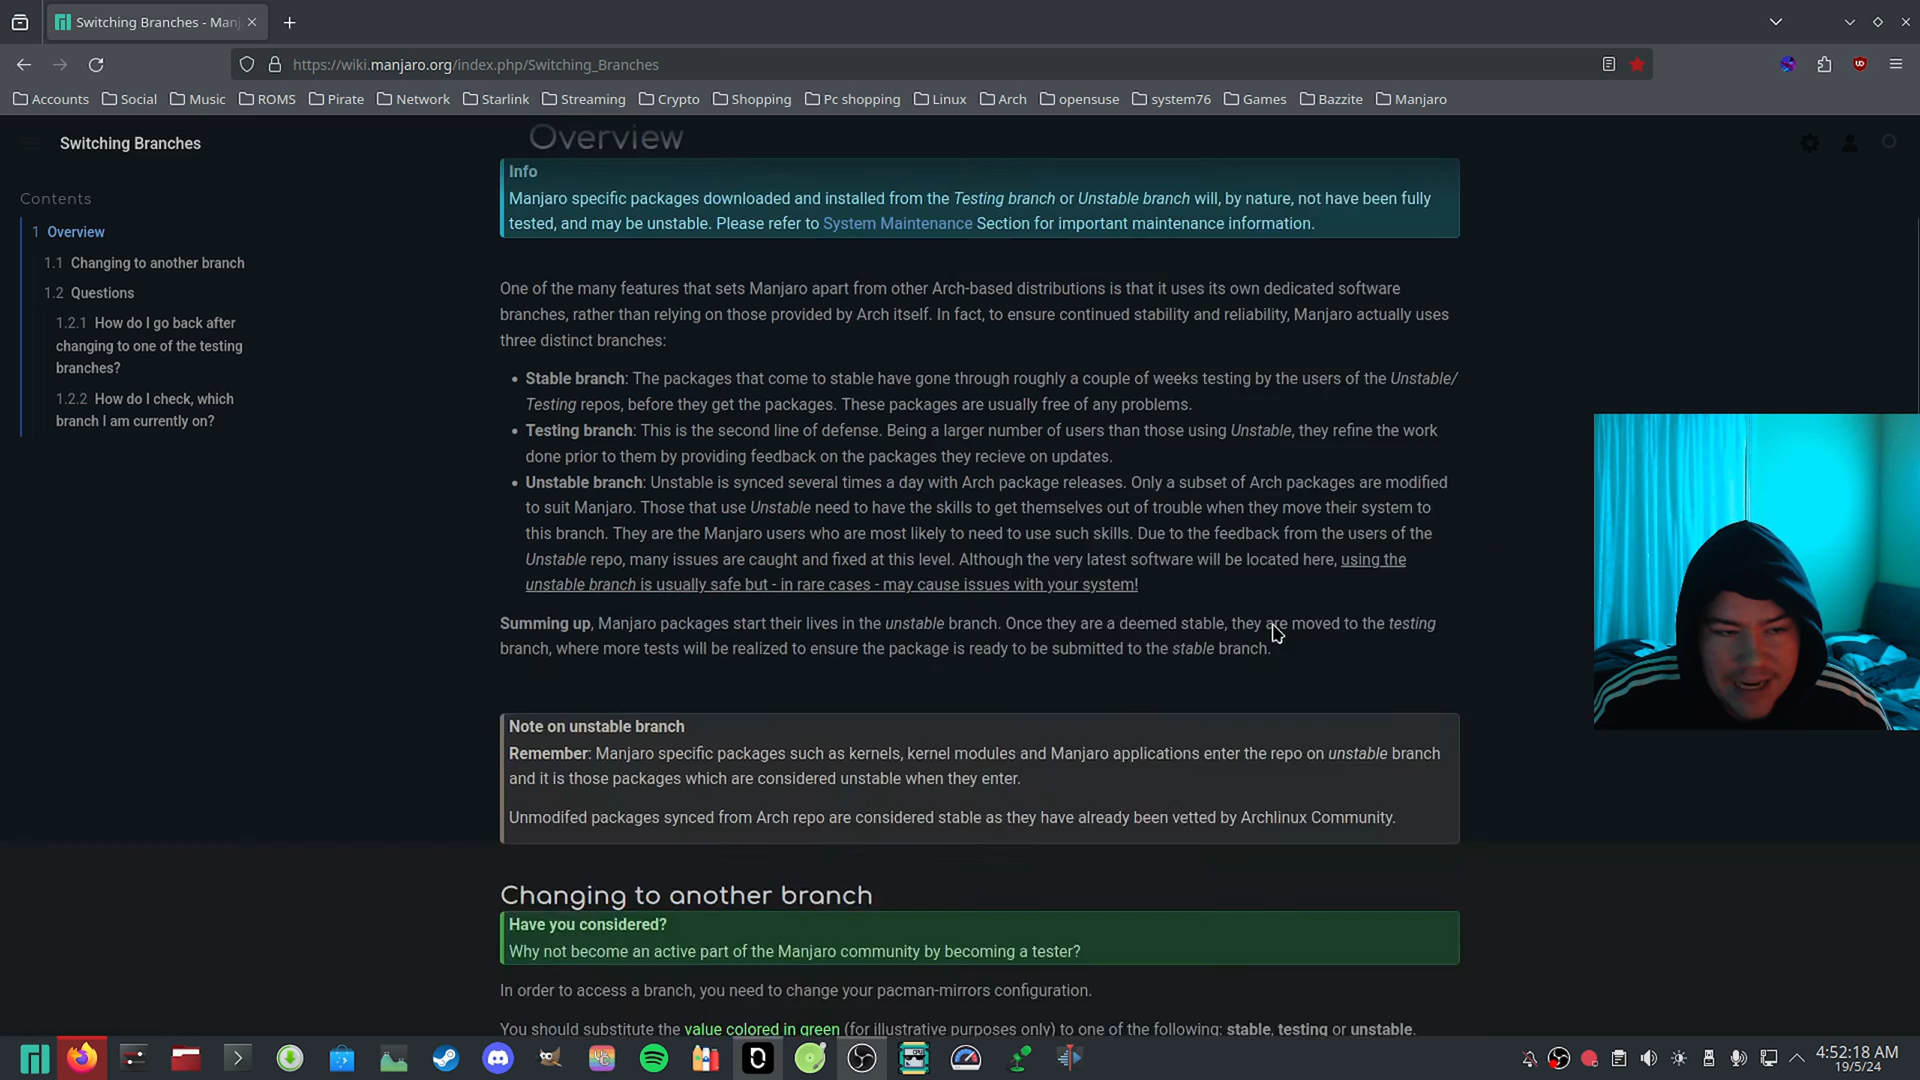 Switching Branches - Manj
https://wiki.manjaro.org/index.php/Switching_Branches
Accounts Social Music ROMS Pirate Network Starlink Streaming Crypto Shopping Pc shopping Linux Arch opensuse system76 Games Bazzite Manjaro
Switching Branches
Contents
1 Overview
1.1 Changing to another branch
1.2 Questions
1.2.1 How do I go back after
changing to one of the testing
branches?
1.2.2 How do I check, which
branch I am currently on?
Overview
Info
Manjaro specific packages downloaded and installed from the Testing branch or Unstable branch will, by nature, not have been fully
tested, and may be unstable. Please refer to System Maintenance Section for important maintenance information.
One of the many features that sets Manjaro apart from other Arch-based distributions is that it uses its own dedicated software
branches, rather than relying on those provided by Arch itself. In fact, to ensure continued stability and reliability, Manjaro actually uses
three distinct branches:
• Stable branch: The packages that come to stable have gone through roughly a couple of weeks testing by the users of the Unstable/
Testing repos, before they get the packages. These packages are usually free of any problems.
• Testing branch: This is the second line of defense. Being a larger number of users than those using Unstable, they refine the work
done prior to them by providing feedback on the packages they recieve on updates.
• Unstable branch: Unstable is synced several times a day with Arch package releases. Only a subset of Arch packages are modified
to suit Manjaro. Those that use Unstable need to have the skills to get themselves out of trouble when they move their system to
this branch. They are the Manjaro users who are most likely to need to use such skills. Due to the feedback from the users of the
Unstable repo, many issues are caught and fixed at this level. Although the very latest software will be located here, using the
unstable branch is usually safe but - in rare cases - may cause issues with your system!
Summing up, Manjaro packages start their lives in the unstable branch. Once they are a deemed stable, they are moved to the testing
branch, where more tests will be realized to ensure the package is ready to be submitted to the stable branch.
Note on unstable branch
Remember: Manjaro specific packages such as kernels, kernel modules and Manjaro applications enter the repo on unstable branch
and it is those packages which are considered unstable when they enter.
Unmodifed packages synced from Arch repo are considered stable as they have already been vetted by Archlinux Community.
Changing to another branch
Have you considered?
Why not become an active part of the Manjaro community by becoming a tester?
In order to access a branch, you need to change your pacman-mirrors configuration.
You should substitute the value colored in green (for illustrative purposes only) to one of the following: stable, testing or unstable.
4:52:18 AM
19/5/24